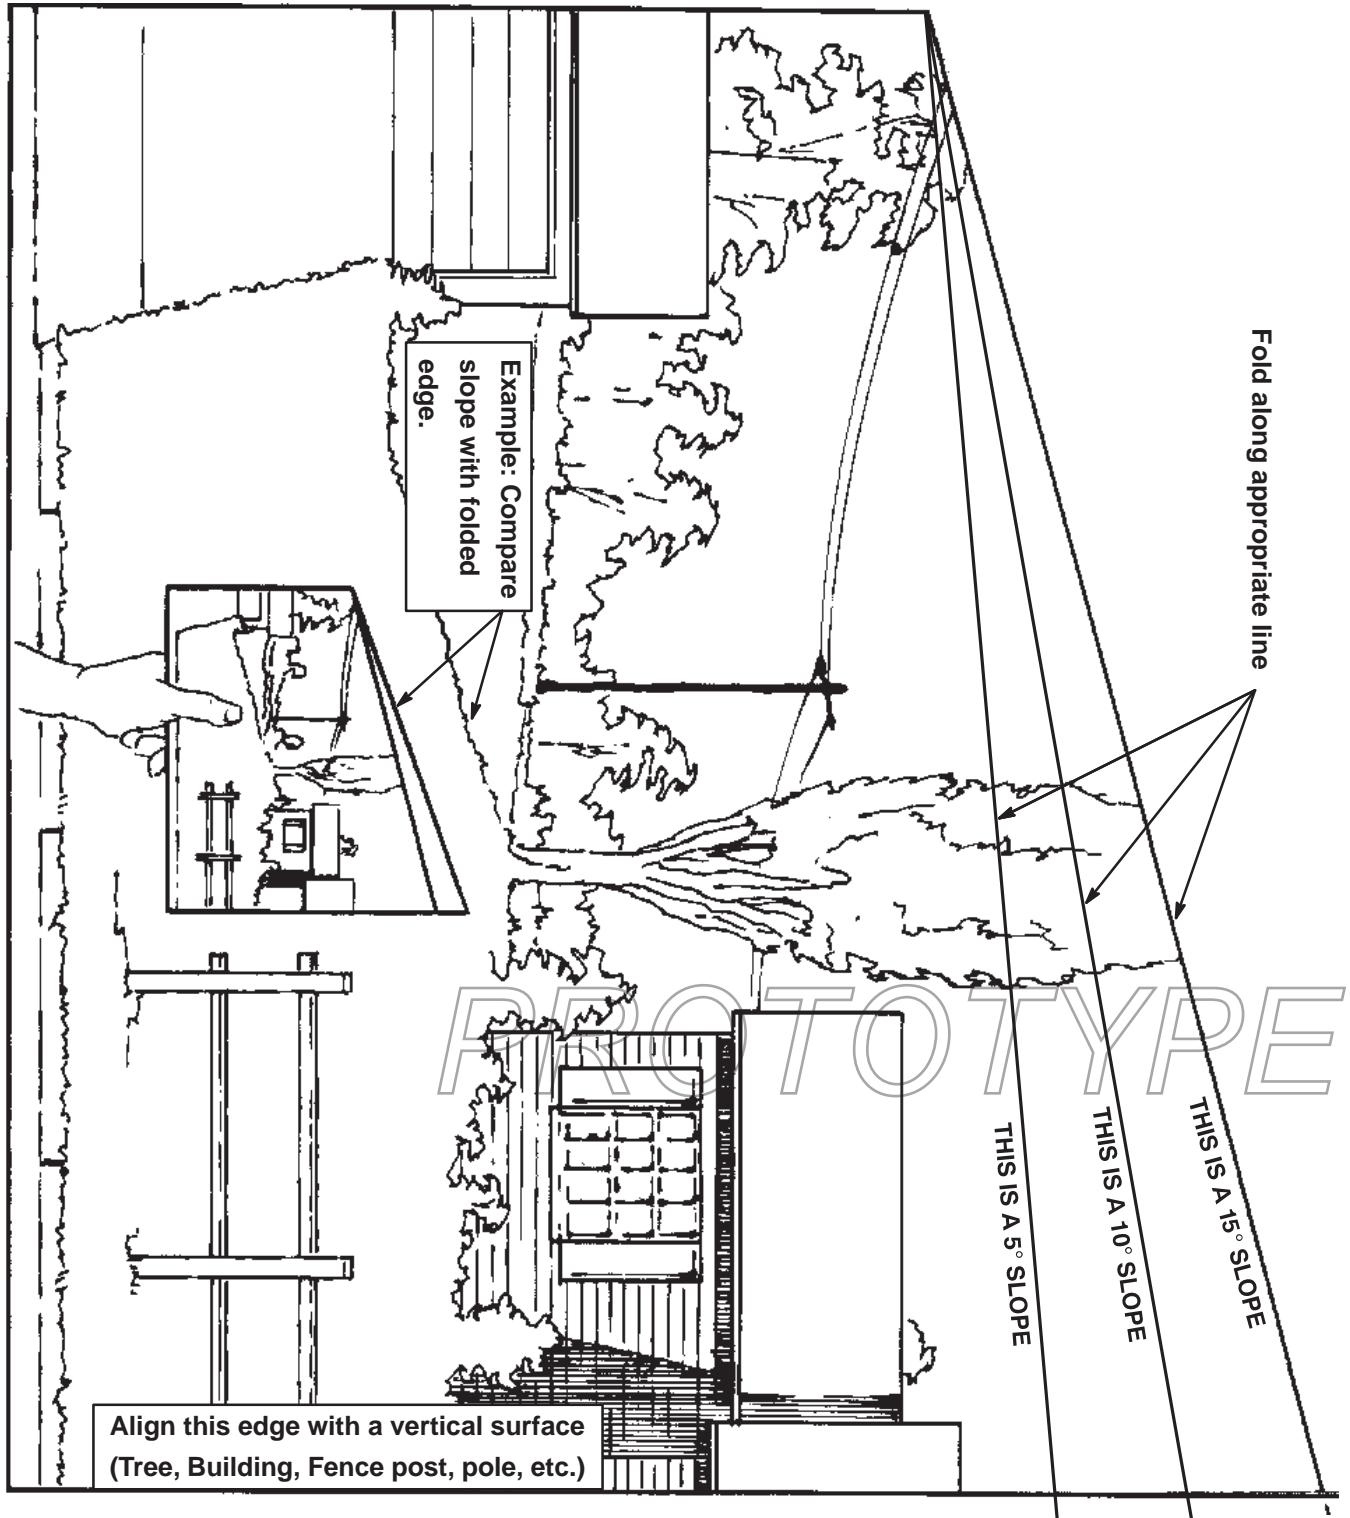 Fold along appropriate line
Example: Compare
slope with folded
edge.
PROTOTYPE
THIS IS A 15° SLOPE
THIS IS A 10° SLOPE
THIS IS A 5° SLOPE
Align this edge with a vertical surface
(Tree, Building, Fence post, pole, etc.)